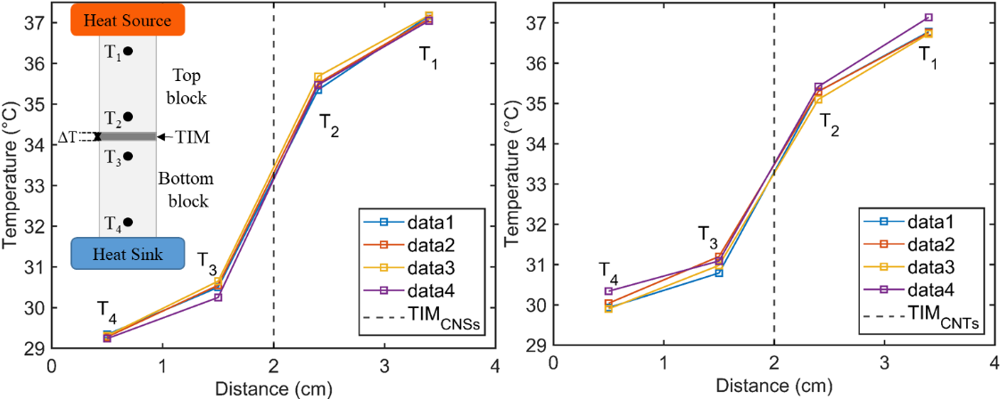 Heat Source
T1
Top
block
T2
ΔT
TIM
T3
Bottom
block
T4
Heat Sink
Temperature (°C)
37
36
35
34
33
32
31
30
29
T1
T2
T3
T4
data1
data2
data3
data4
TIMCNSs
0 1 2 3 4
Distance (cm)
Temperature (°C)
37
36
35
34
33
32
31
30
29
T1
T2
T3
T4
data1
data2
data3
data4
TIMCNTs
0 1 2 3 4
Distance (cm)